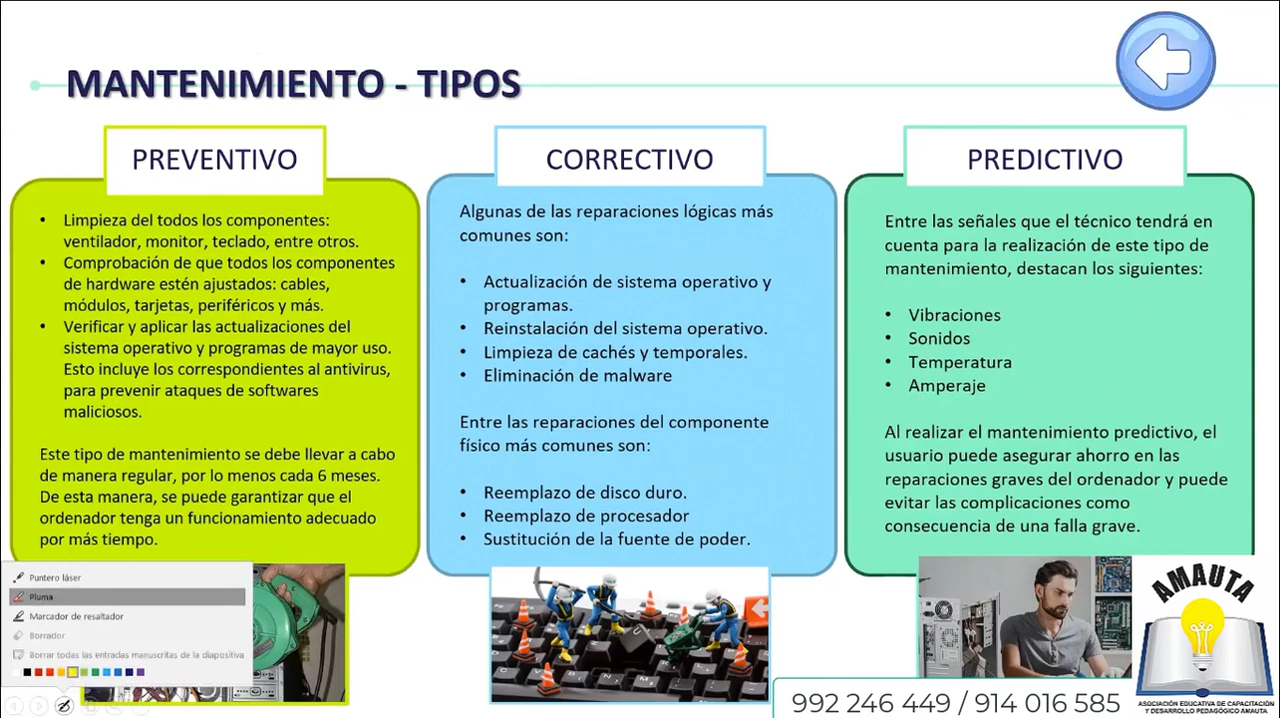 MANTENIMIENTO - TIPOS
PREVENTIVO
• Limpieza del todos los componentes:
ventilador, monitor, teclado, entre otros.
• Comprobación de que todos los componentes
de hardware estén ajustados: cables,
módulos, tarjetas, periféricos y más.
• Verificar y aplicar las actualizaciones del
sistema operativo y programas de mayor uso.
Esto incluye los correspondientes al antivirus,
para prevenir ataques de softwares
maliciosos.
Este tipo de mantenimiento se debe llevar a cabo
de manera regular, por lo menos cada 6 meses.
De esta manera, se puede garantizar que el
ordenador tenga un funcionamiento adecuado
por más tiempo.
CORRECTIVO
Algunas de las reparaciones lógicas más
comunes son:
• Actualización de sistema operativo y
programas.
• Reinstalación del sistema operativo.
• Limpieza de cachés y temporales.
• Eliminación de malware
Entre las reparaciones del componente
físico más comunes son:
• Reemplazo de disco duro.
• Reemplazo de procesador
• Sustitución de la fuente de poder.
PREDICTIVO
Entre las señales que el técnico tendrá en
cuenta para la realización de este tipo de
mantenimiento, destacan los siguientes:
• Vibraciones
• Sonidos
• Temperatura
• Amperaje
Al realizar el mantenimiento predictivo, el
usuario puede asegurar ahorro en las
reparaciones graves del ordenador y puede
evitar las complicaciones como
consecuencia de una falla grave.
Puntero láser
Pluma
Marcador de resaltador
Borrador
Borrar todas las entradas manuscritas de la diapositiva
992 246 449 / 914 016 585
AMAUTA
ASOCIACIÓN EDUCATIVA DE CAPACITACIÓN
Y DESARROLLO PEDAGÓGICO AMAUTA